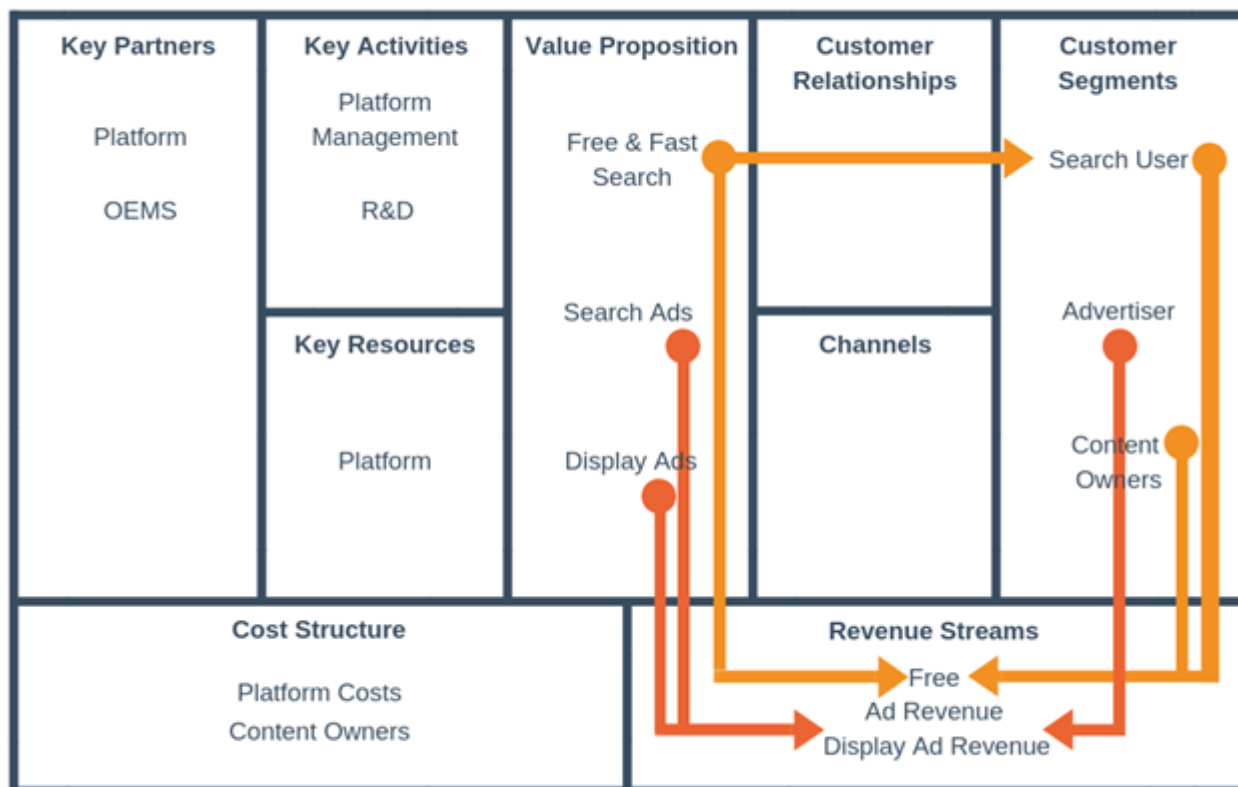 Key Partners
Platform
OEMS
Key Activities
Platform
Management
R&D
Key Resources
Platform
Value Proposition
Free & Fast
Search
Search Ads
Display Ads
Customer
Relationships
Channels
Customer
Segments
Search User
Advertiser
Content
Owners
Cost Structure
Platform Costs
Content Owners
Revenue Streams
Free
Ad Revenue
Display Ad Revenue